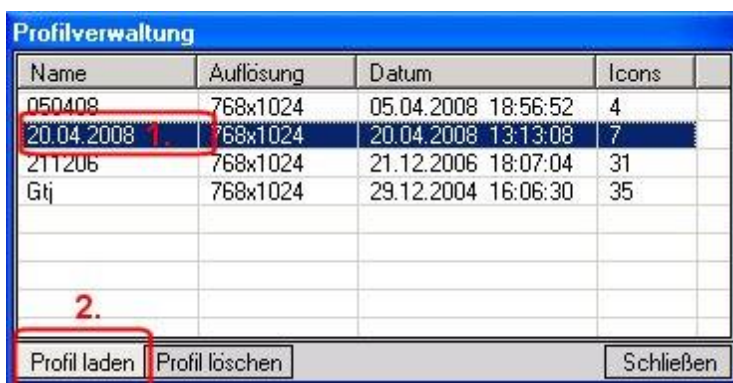 Profilverwaltung
Name Auflösung Datum Icons
050408 768x1024 05.04.2008 18:56:52 4
20.04.2008 1. 768x1024 20.04.2008 13:13:08 7
211206 768x1024 21.12.2006 18:07:04 31
Gtj 768x1024 29.12.2004 16:06:30 35
2.
Profil laden Profil löschen Schließen